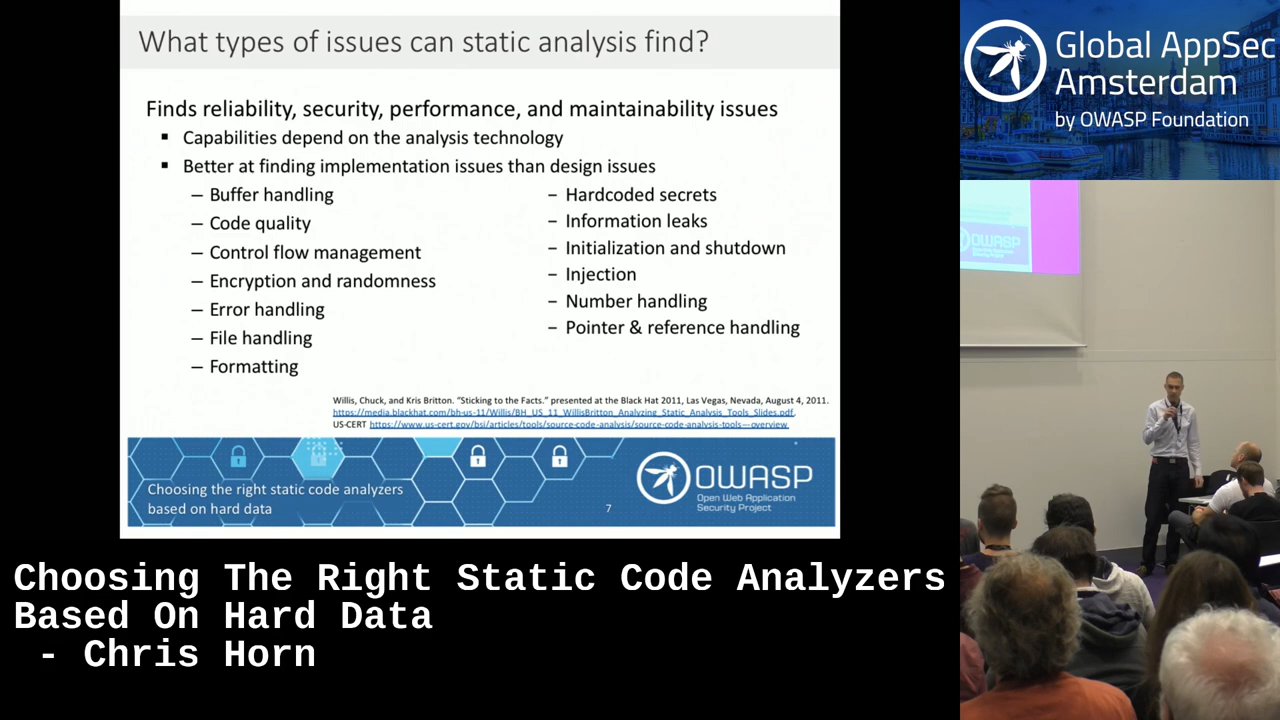 What types of issues can static analysis find?
Finds reliability, security, performance, and maintainability issues
▪ Capabilities depend on the analysis technology
▪ Better at finding implementation issues than design issues
– Buffer handling
– Code quality
– Control flow management
– Encryption and randomness
– Error handling
– File handling
– Formatting
– Hardcoded secrets
– Information leaks
– Initialization and shutdown
– Injection
– Number handling
– Pointer & reference handling
Willis, Chuck, and Kris Britton. "Sticking to the Facts." presented at the Black Hat 2011, Las Vegas, Nevada, August 4, 2011.
https://media.blackhat.com/bh-us-11/Willis/BH_US_11_WillisBritton_Analyzing_Static_Analysis_Tools_Slides.pdf.
US-CERT https://www.us-cert.gov/bsi/articles/tools/source-code-analysis/source-code-analysis-tools---overview
Choosing the right static code analyzers
based on hard data
7
OWASP
Open Web Application
Security Project
Global AppSec
Amsterdam
by OWASP Foundation
OWASP
Choosing The Right Static Code Analyzers
Based On Hard Data
- Chris Horn